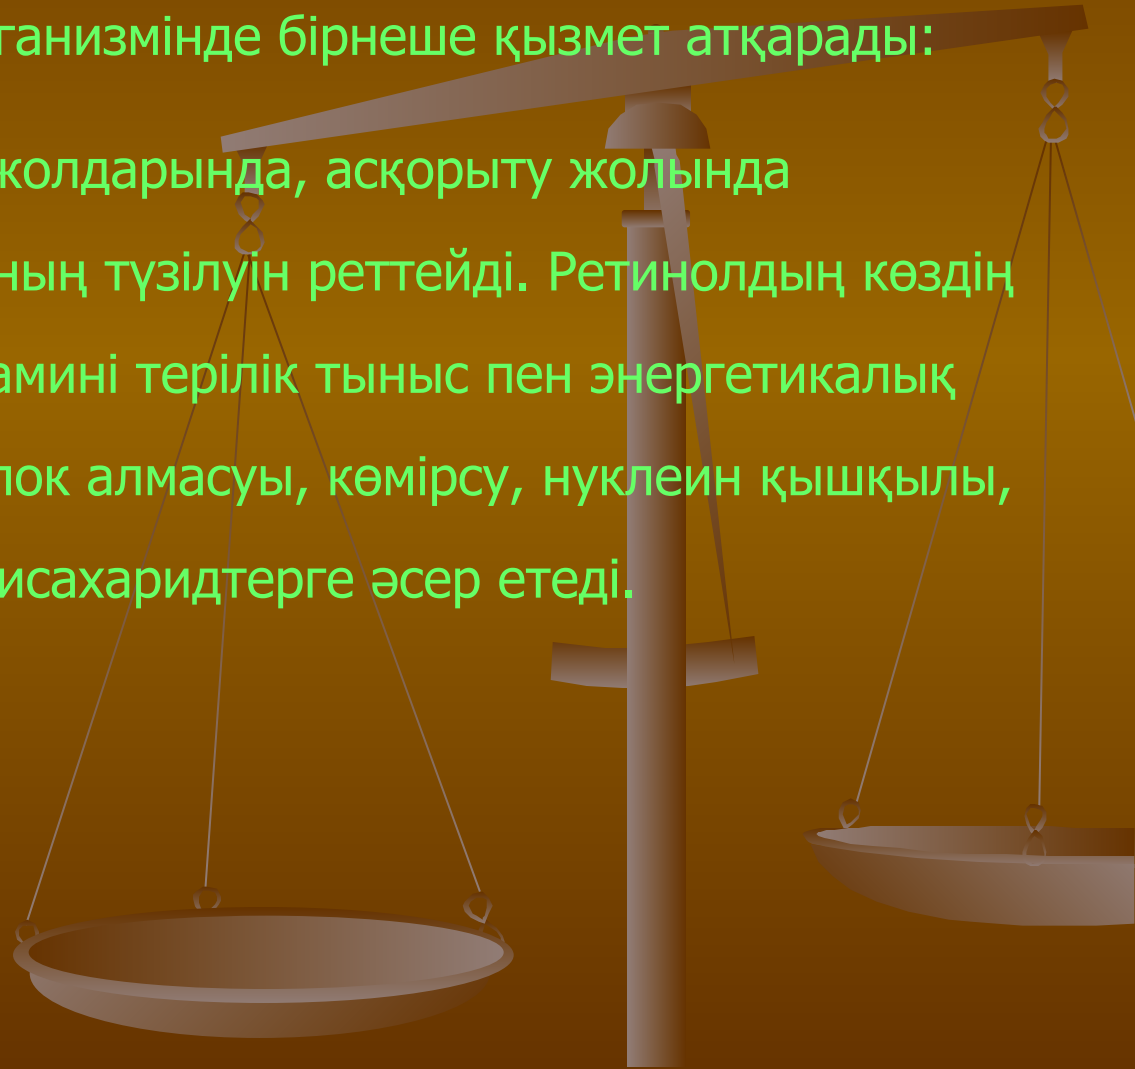 ганизмінде бірнеше қызмет атқарады:
жолдарында, асқорыту жолында
ның түзілуін реттейді. Ретинолдың көздің
амині терілік тыныс пен энергетикалық
лок алмасуы, көмірсу, нуклеин қышқылы,
исахаридтерге әсер етеді.